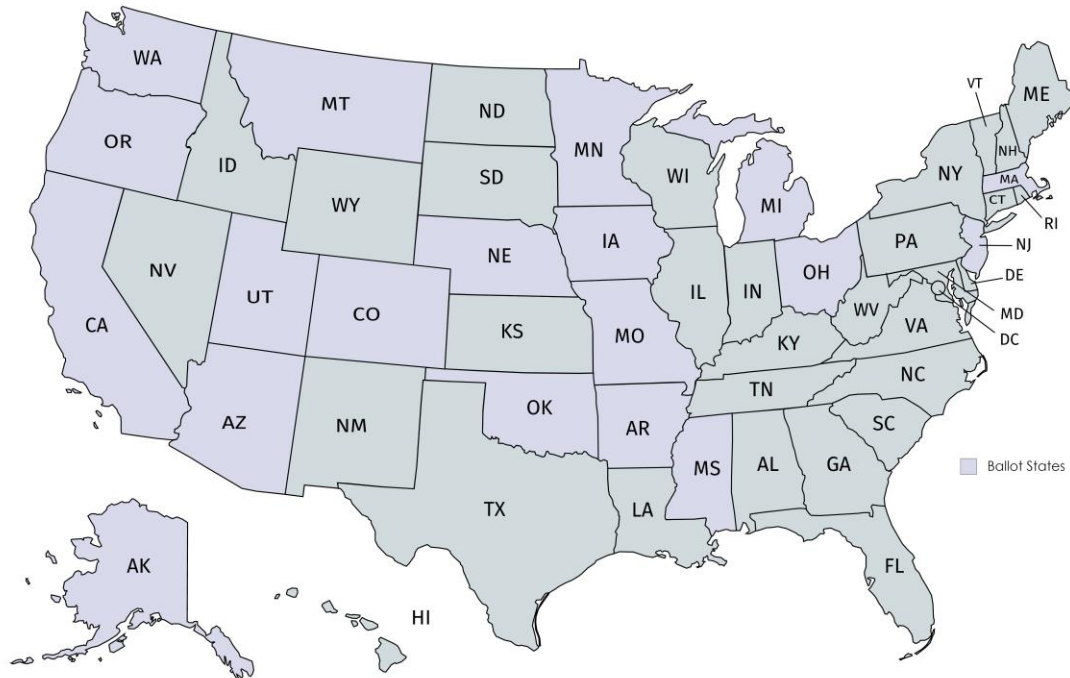 WA
MT
ND
MN
VT
ME
OR
ID
SD
WI
NH
NY
MA
WY
MI
CT
RI
NE
IA
PA
NJ
NV
OH
DE
UT
IL
IN
CA
CO
WV
MD
KS
MO
VA
DC
KY
NC
TN
AZ
OK
NM
AR
SC
MS
AL
GA
Ballot States
TX
LA
AK
FL
HI